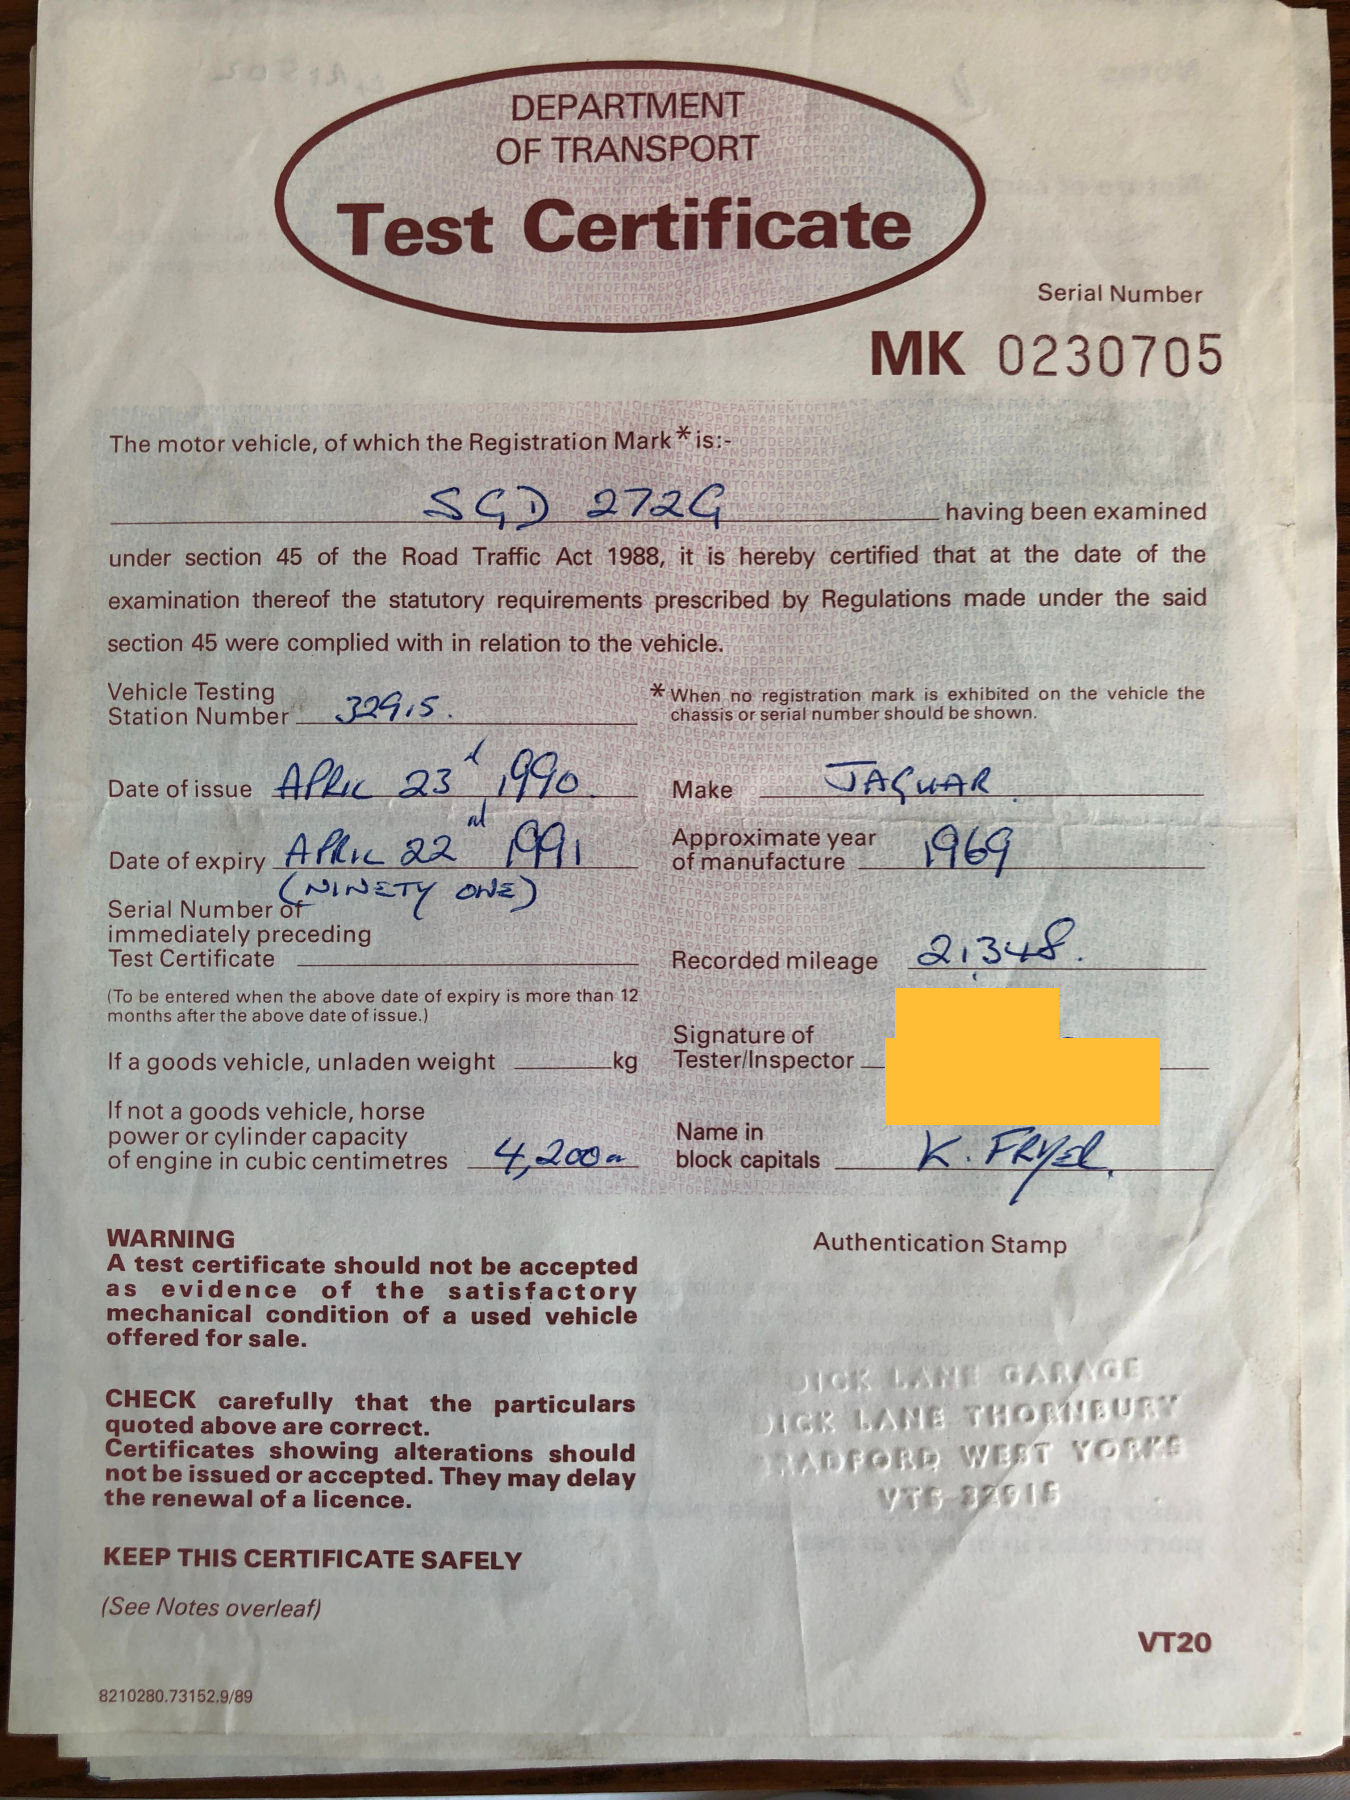 DEPARTMENT
OF TRANSPORT
Test Certificate
Serial Number
MK 0230705
The motor vehicle, of which the Registration Mark * is:-
SGD 272G having been examined
under section 45 of the Road Traffic Act 1988, it is hereby certified that at the date of the
examination thereof the statutory requirements prescribed by Regulations made under the said
section 45 were complied with in relation to the vehicle.
Vehicle Testing
Station Number 32915.
* When no registration mark is exhibited on the vehicle the
chassis or serial number should be shown.
Date of issue APRIL 23rd 1990.
Make JAGUAR.
Date of expiry APRIL 22nd 1991
(NINETY ONE)
Approximate year
of manufacture 1969
Serial Number of
immediately preceding
Test Certificate
Recorded mileage 21,348.
(To be entered when the above date of expiry is more than 12
months after the above date of issue.)
Signature of
Tester/Inspector
If a goods vehicle, unladen weight kg
If not a goods vehicle, horse
power or cylinder capacity
of engine in cubic centimetres 4,200
Name in
block capitals K. FRYER.
WARNING
A test certificate should not be accepted
as evidence of the satisfactory
mechanical condition of a used vehicle
offered for sale.
Authentication Stamp
CHECK carefully that the particulars
quoted above are correct.
Certificates showing alterations should
not be issued or accepted. They may delay
the renewal of a licence.
DICK LANE GARAGE
DICK LANE THORNBURY
BRADFORD WEST YORKS
VTS 32915
KEEP THIS CERTIFICATE SAFELY
(See Notes overleaf)
VT20
8210280.73152.9/89